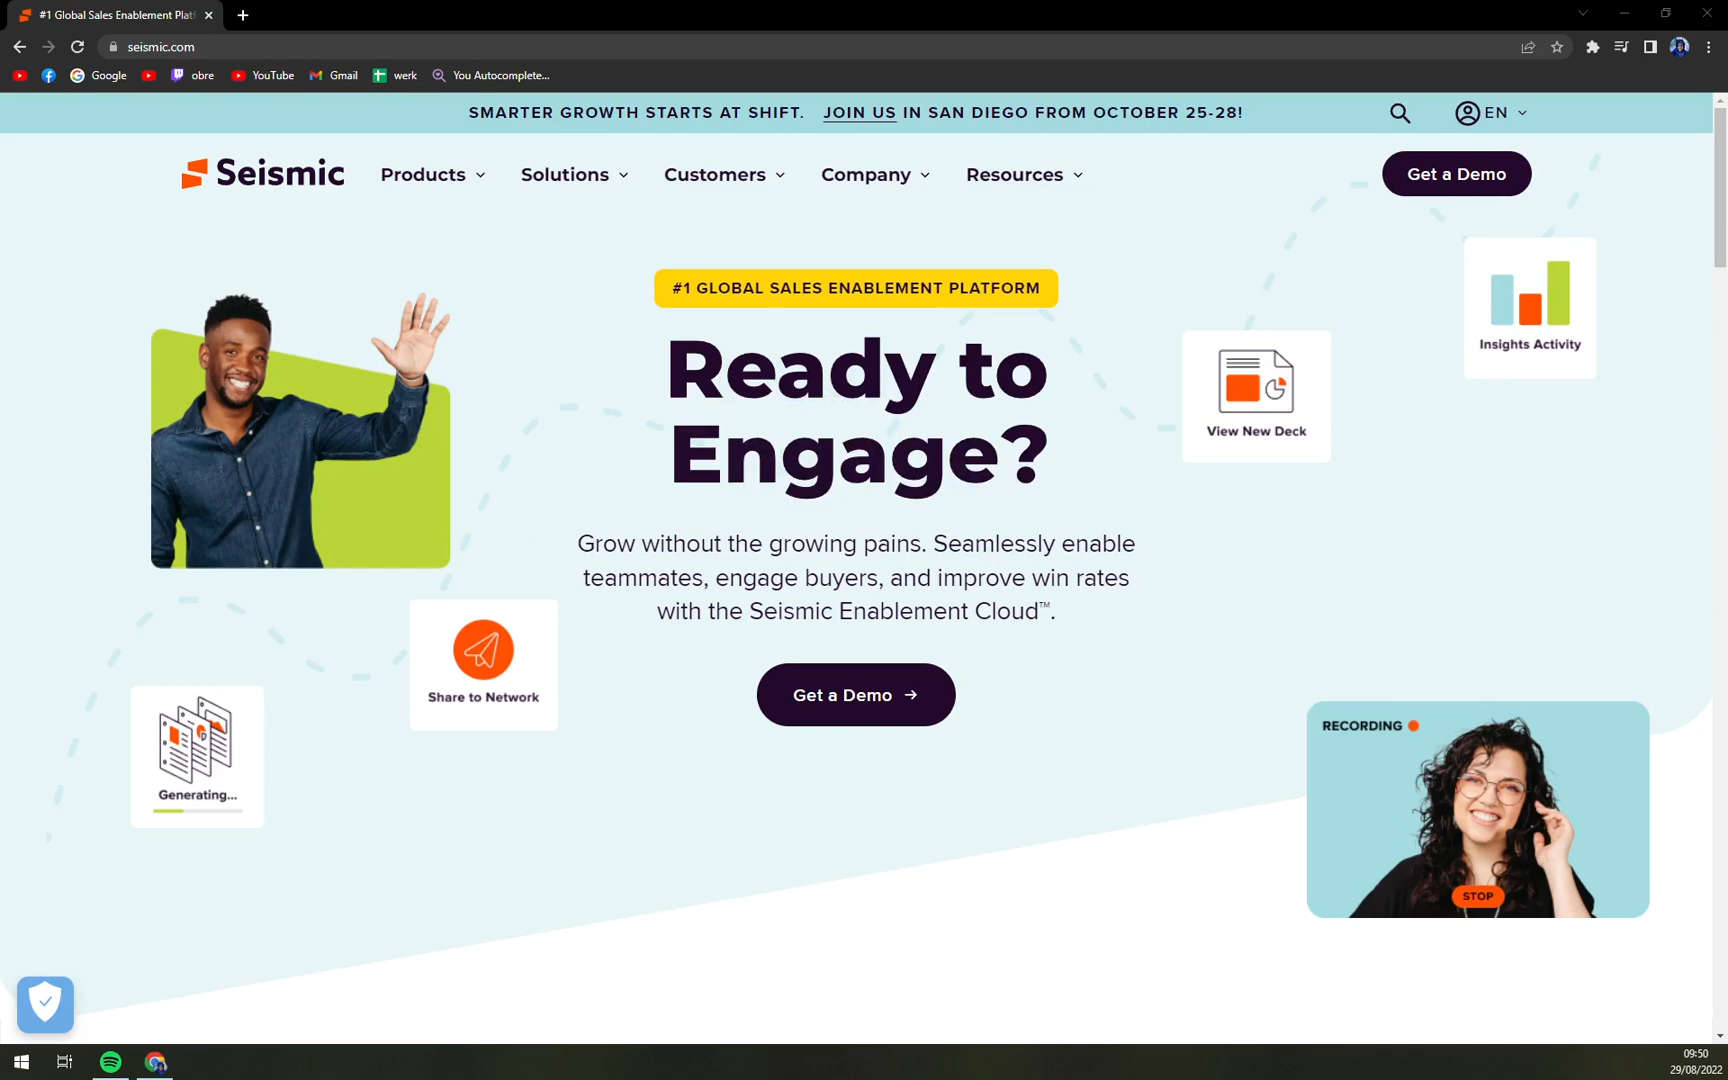 #1 Global Sales Enablement Plat
seismic.com
Google
obre
YouTube
Gmail
werk
You Autocomplete...
SMARTER GROWTH STARTS AT SHIFT. JOIN US IN SAN DIEGO FROM OCTOBER 25-28!
EN
Seismic
Products
Solutions
Customers
Company
Resources
Get a Demo
#1 GLOBAL SALES ENABLEMENT PLATFORM
Ready to
Engage?
Grow without the growing pains. Seamlessly enable
teammates, engage buyers, and improve win rates
with the Seismic Enablement Cloud™.
Get a Demo →
Insights Activity
View New Deck
Share to Network
Generating...
RECORDING
STOP
09:50
29/08/2022